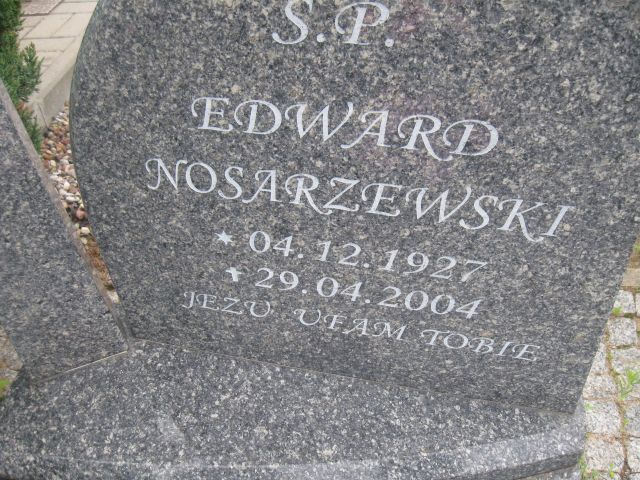 S.P.
EDWARD
NOSARZEWSKI
* 04.12.1927
✝ 29.04.2004
JEZU UFAM TOBIE